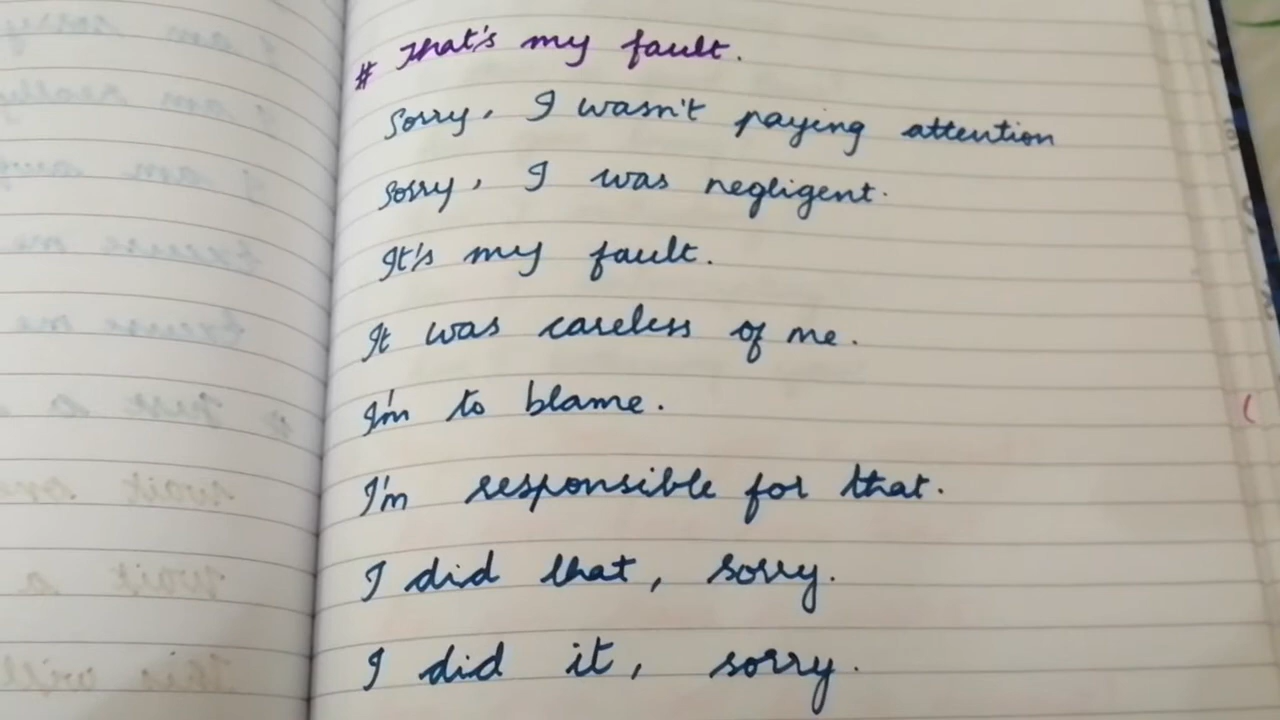 # That's my fault.
Sorry, I wasn't paying attention
Sorry, I was negligent.
It's my fault.
It was careless of me.
I'm to blame.
I'm responsible for that.
I did that, sorry.
I did it, sorry.